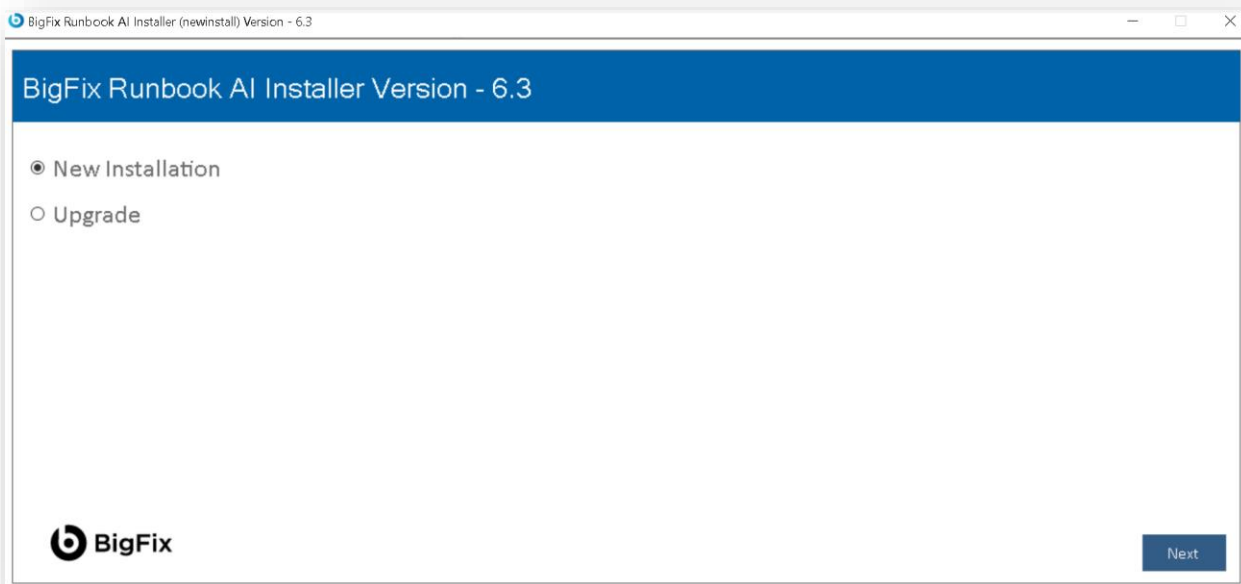 BigFix Runbook AI Installer (newinstall) Version - 6.3
BigFix Runbook AI Installer Version - 6.3
New Installation
Upgrade
BigFix
Next